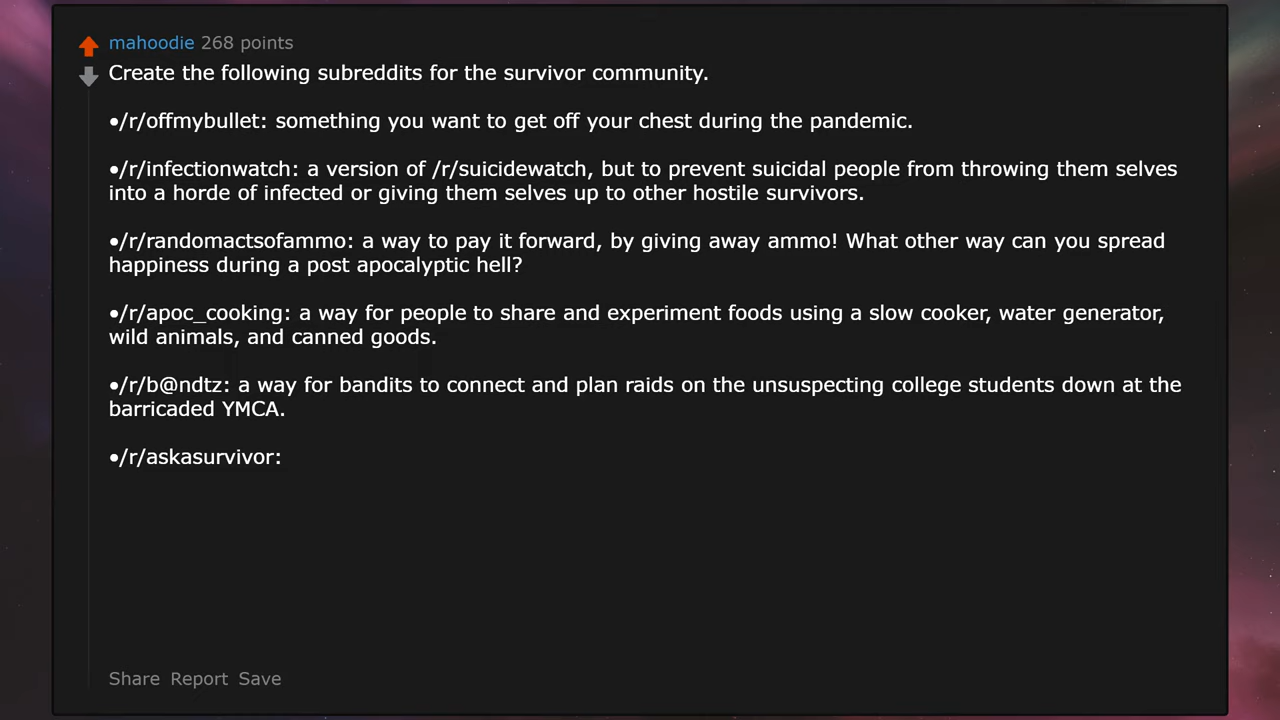 mahoodie 268 points
Create the following subreddits for the survivor community.
•/r/offmybullet: something you want to get off your chest during the pandemic.
•/r/infectionwatch: a version of /r/suicidewatch, but to prevent suicidal people from throwing them selves
into a horde of infected or giving them selves up to other hostile survivors.
•/r/randomactsofammo: a way to pay it forward, by giving away ammo! What other way can you spread
happiness during a post apocalyptic hell?
•/r/apoc_cooking: a way for people to share and experiment foods using a slow cooker, water generator,
wild animals, and canned goods.
•/r/b@ndtz: a way for bandits to connect and plan raids on the unsuspecting college students down at the
barricaded YMCA.
•/r/askasurvivor:
Share Report Save